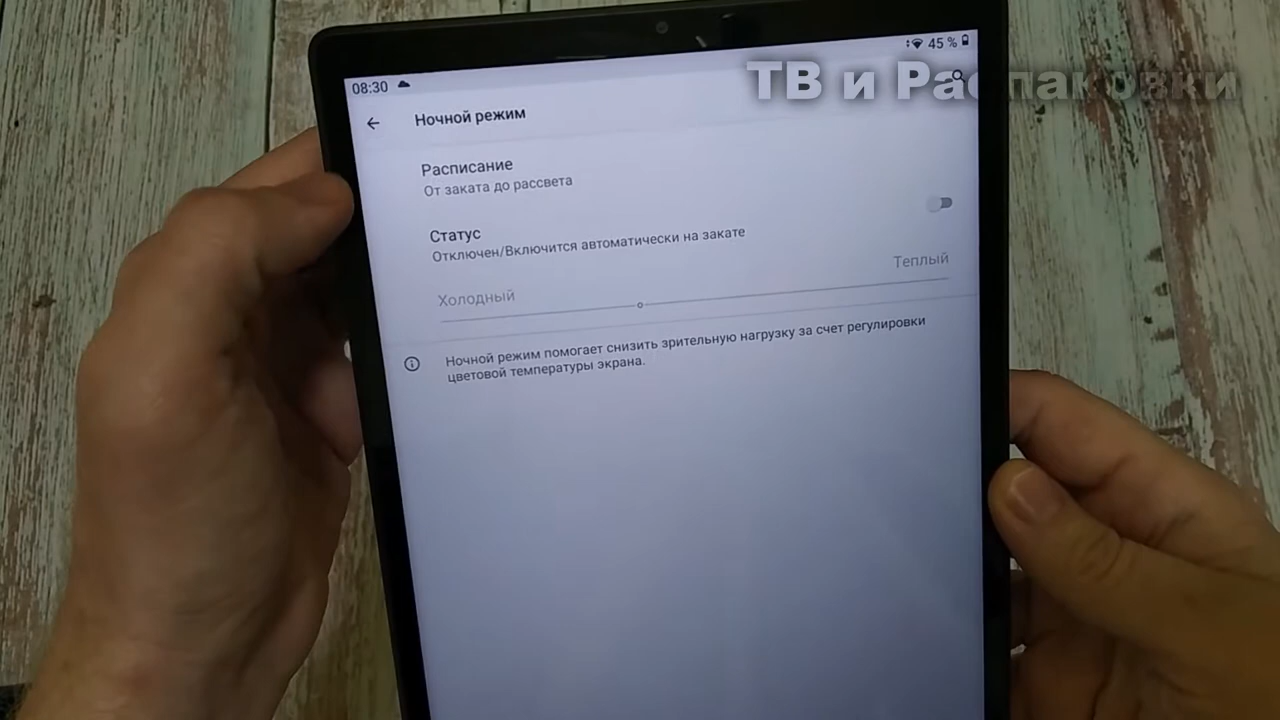 08:30
45 %
ТВ и Распаковки
Ночной режим
Расписание
От заката до рассвета
Статус
Отключен/Включится автоматически на закате
Холодный
Теплый
Ночной режим помогает снизить зрительную нагрузку за счет регулировки
цветовой температуры экрана.